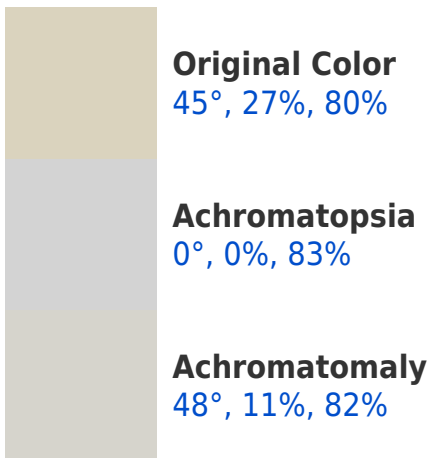 Original Color
45°, 27%, 80%
Achromatopsia
0°, 0%, 83%
Achromatomaly
48°, 11%, 82%